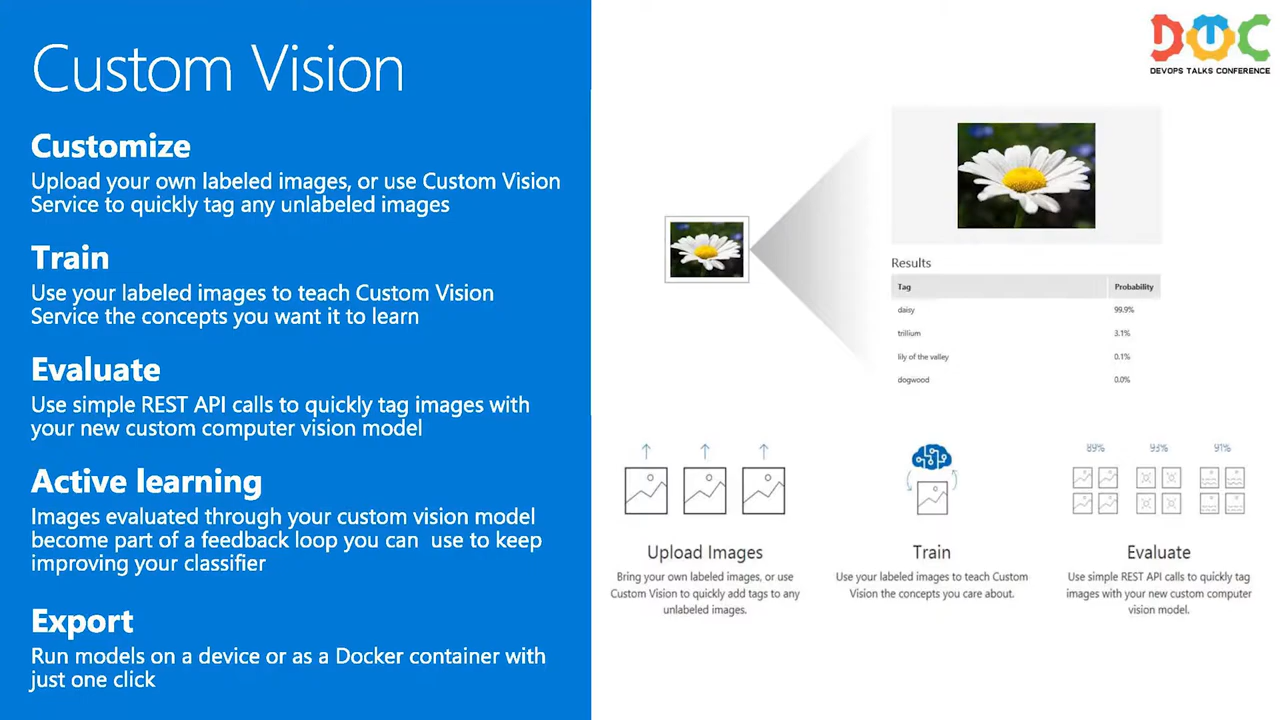 Custom Vision
Customize
Upload your own labeled images, or use Custom Vision
Service to quickly tag any unlabeled images
Train
Use your labeled images to teach Custom Vision
Service the concepts you want it to learn
Evaluate
Use simple REST API calls to quickly tag images with
your new custom computer vision model
Active learning
Images evaluated through your custom vision model
become part of a feedback loop you can use to keep
improving your classifier
Export
Run models on a device or as a Docker container with
just one click
DTC
DEVOPS TALKS CONFERENCE
Results
Tag Probability
daisy 99.9%
trillium 3.1%
lily of the valley 0.1%
dogwood 0.0%
89% 93% 91%
Upload Images
Bring your own labeled images, or use
Custom Vision to quickly add tags to any
unlabeled images.
Train
Use your labeled images to teach Custom
Vision the concepts you care about.
Evaluate
Use simple REST API calls to quickly tag
images with your new custom computer
vision model.